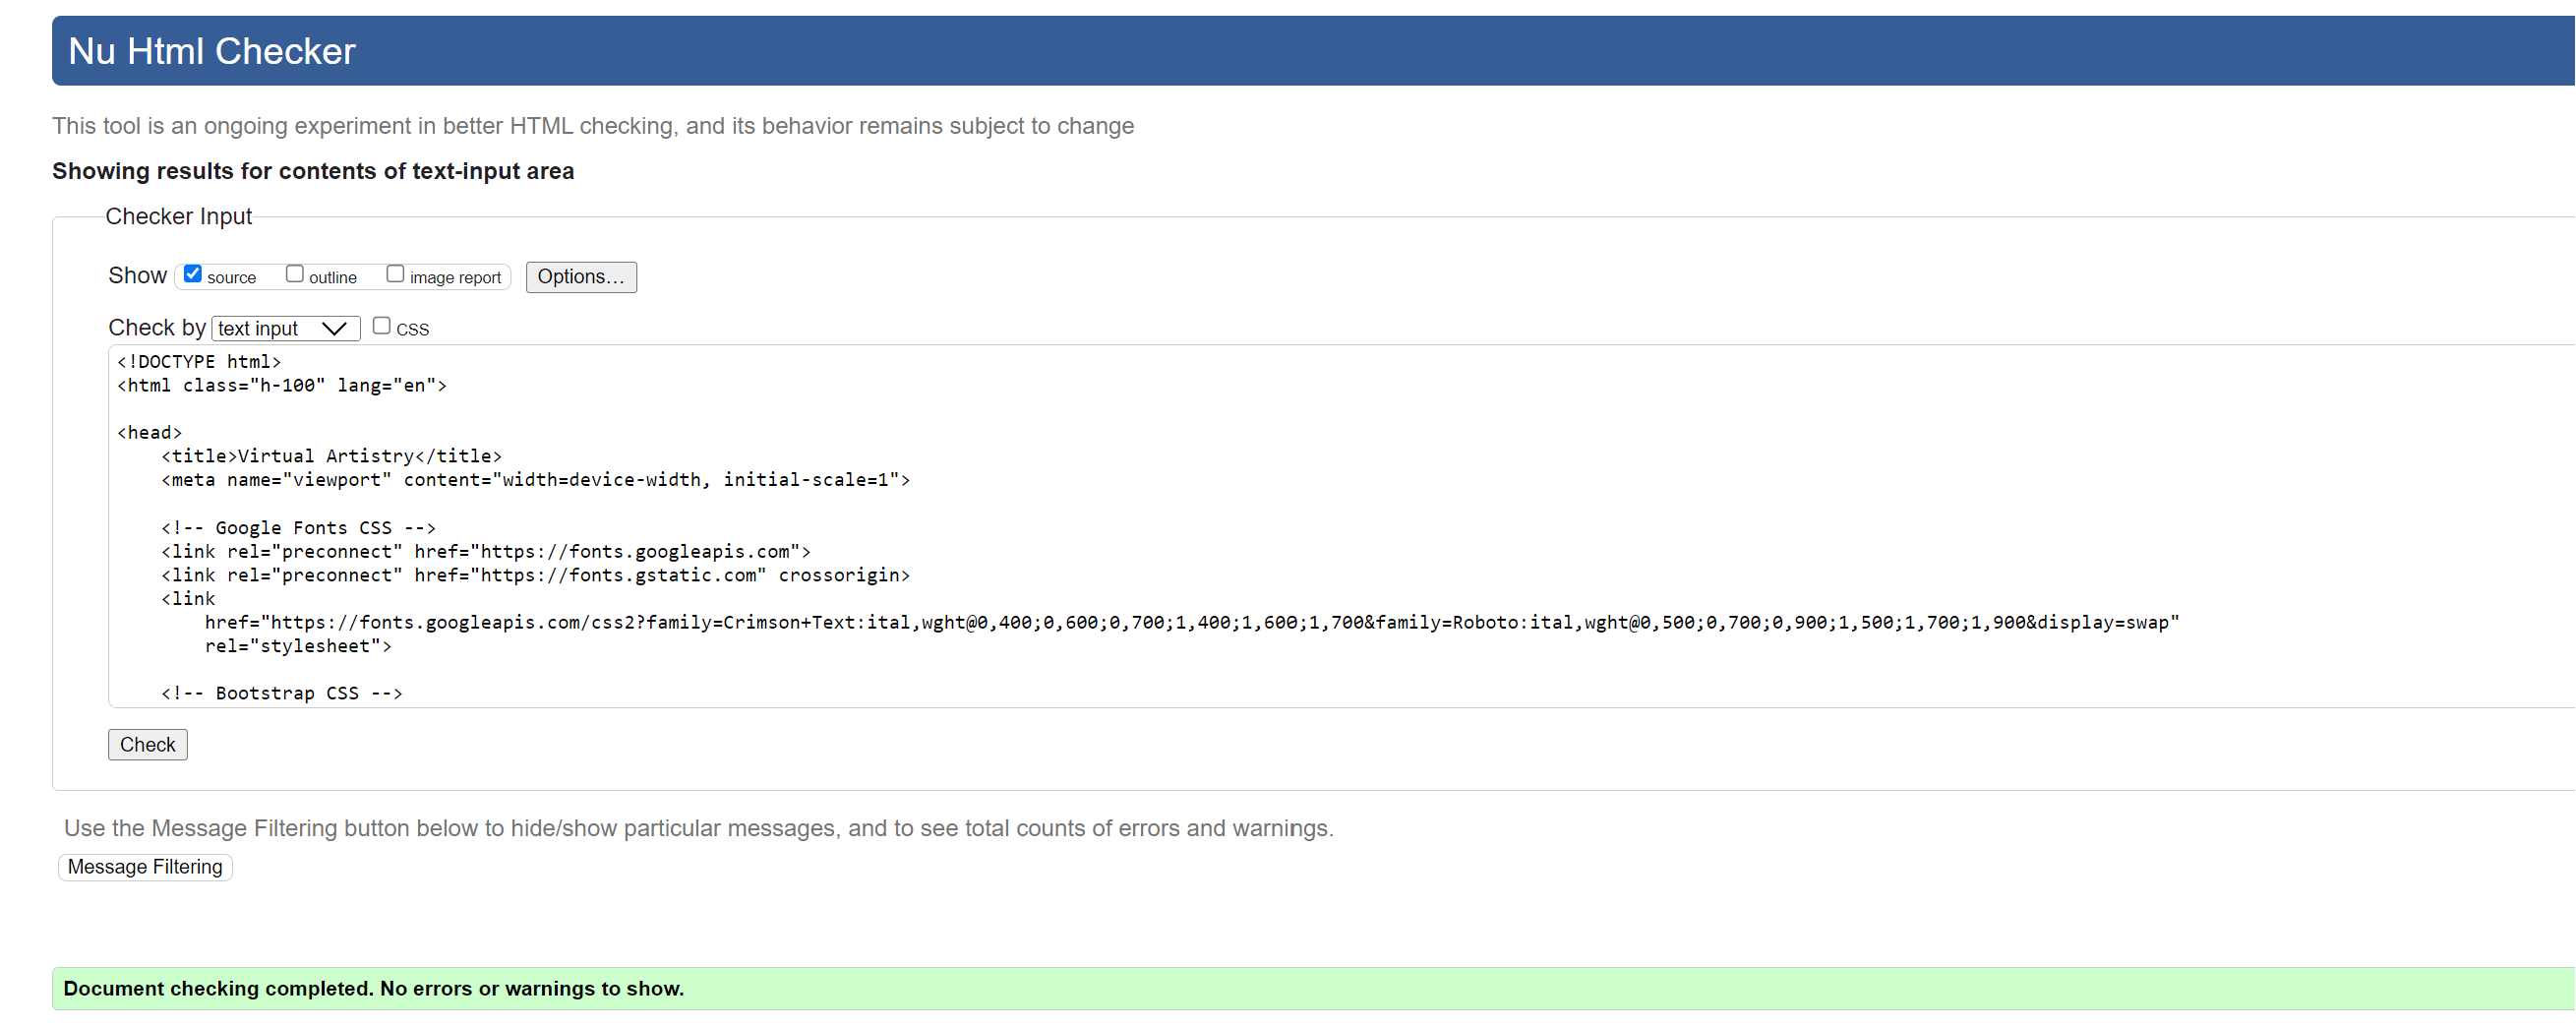 Nu Html Checker
This tool is an ongoing experiment in better HTML checking, and its behavior remains subject to change
Showing results for contents of text-input area
Checker Input
Show source outline image report Options...
Check by text input CSS
<!DOCTYPE html>
<html class="h-100" lang="en">
<head>
<title>Virtual Artistry</title>
<meta name="viewport" content="width=device-width, initial-scale=1">
<!-- Google Fonts CSS -->
<link rel="preconnect" href="https://fonts.googleapis.com">
<link rel="preconnect" href="https://fonts.gstatic.com" crossorigin>
<link
href="https://fonts.googleapis.com/css2?family=Crimson+Text:ital,wght@0,400;0,600;0,700;1,400;1,600;1,700&family=Roboto:ital,wght@0,500;0,700;0,900;1,500;1,700;1,900&display=swap"
rel="stylesheet">
<!-- Bootstrap CSS -->
Check
Use the Message Filtering button below to hide/show particular messages, and to see total counts of errors and warnings.
Message Filtering
Document checking completed. No errors or warnings to show.